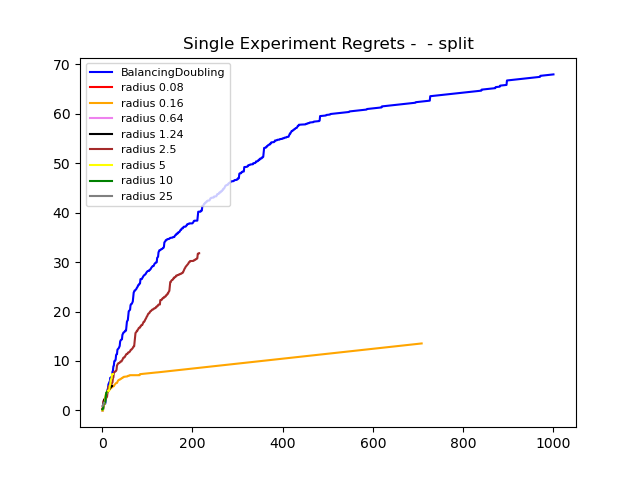 Single Experiment Regrets -  - split
70
60
50
40
30
20
10
0
BalancingDoubling
radius 0.08
radius 0.16
radius 0.64
radius 1.24
radius 2.5
radius 5
radius 10
radius 25
0 200 400 600 800 1000